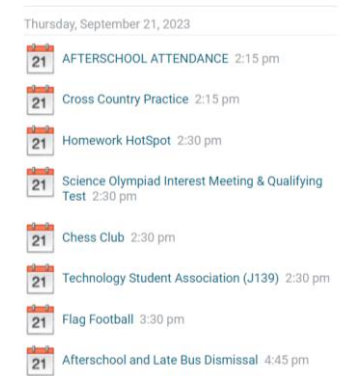 Thursday, September 21, 2023
21 AFTERSCHOOL ATTENDANCE 2:15 pm
21 Cross Country Practice 2:15 pm
21 Homework HotSpot 2:30 pm
21 Science Olympiad Interest Meeting & Qualifying
Test 2:30 pm
21 Chess Club 2:30 pm
21 Technology Student Association (J139) 2:30 pm
21 Flag Football 3:30 pm
21 Afterschool and Late Bus Dismissal 4:45 pm